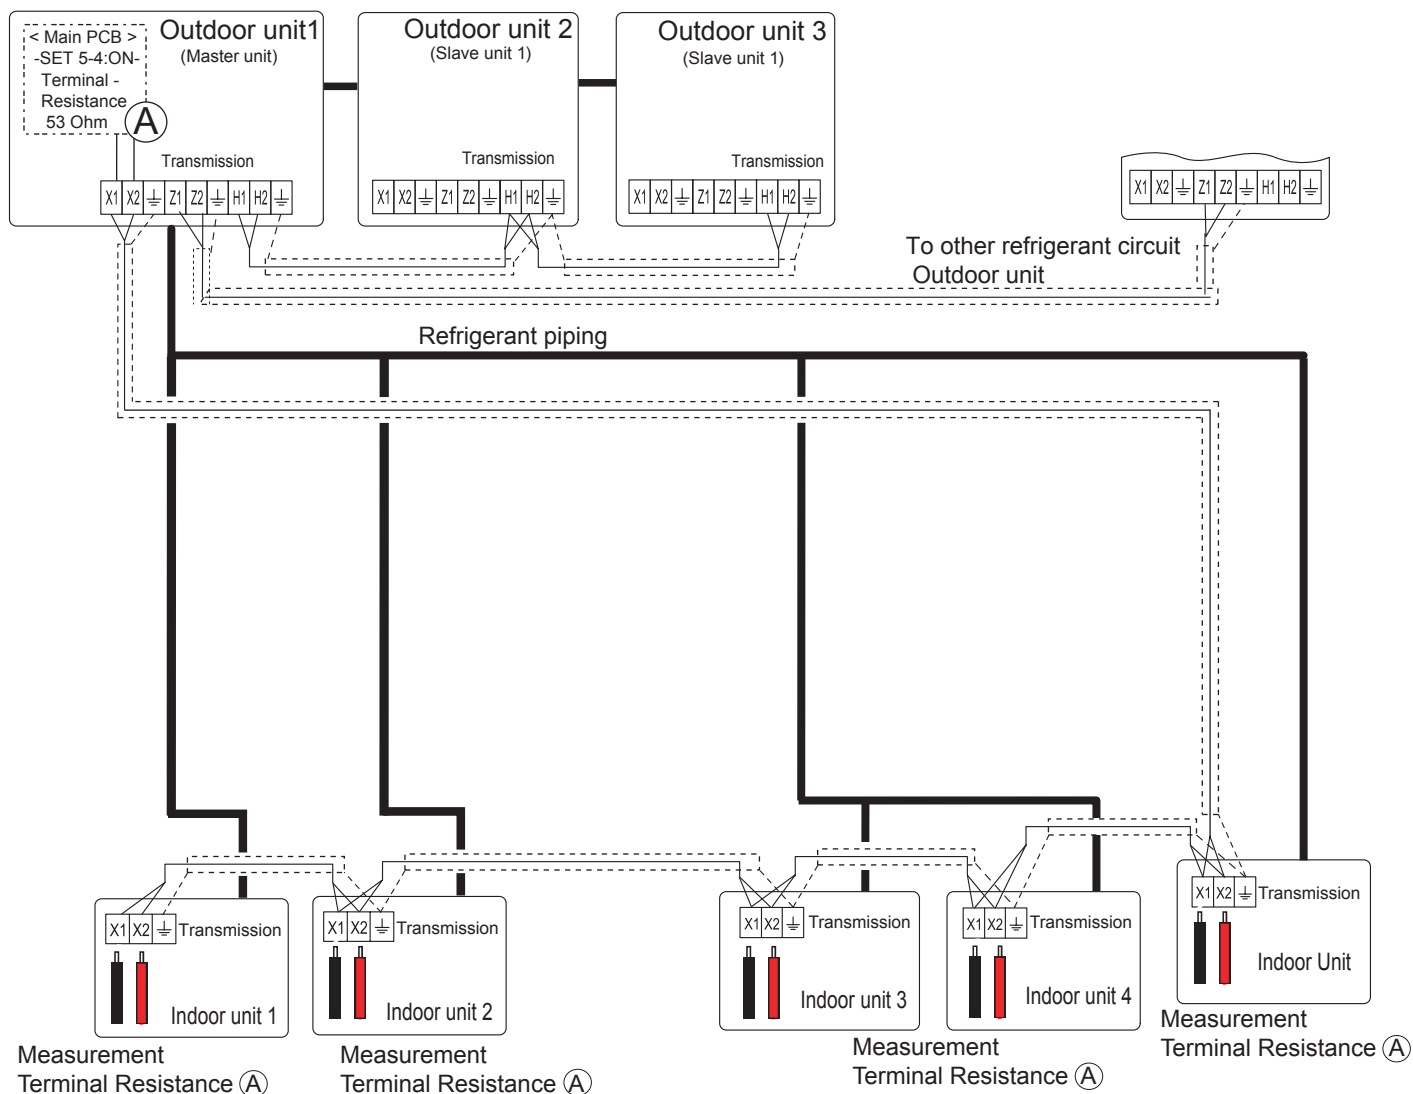 < Main PCB >
-SET 5-4:ON-
Terminal -
Resistance
53 Ohm
A
Outdoor unit1
(Master unit)
Transmission
X1 X2 Z1 Z2 H1 H2
Outdoor unit 2
(Slave unit 1)
Transmission
X1 X2 Z1 Z2 H1 H2
Outdoor unit 3
(Slave unit 1)
Transmission
X1 X2 Z1 Z2 H1 H2
X1 X2 Z1 Z2 H1 H2
To other refrigerant circuit
Outdoor unit
Refrigerant piping
X1 X2 Transmission
Indoor unit 1
Measurement
Terminal Resistance A
X1 X2 Transmission
Indoor unit 2
Measurement
Terminal Resistance A
X1 X2 Transmission
Indoor unit 3
X1 X2 Transmission
Indoor unit 4
Measurement
Terminal Resistance A
X1 X2 Transmission
Indoor Unit
Measurement
Terminal Resistance A